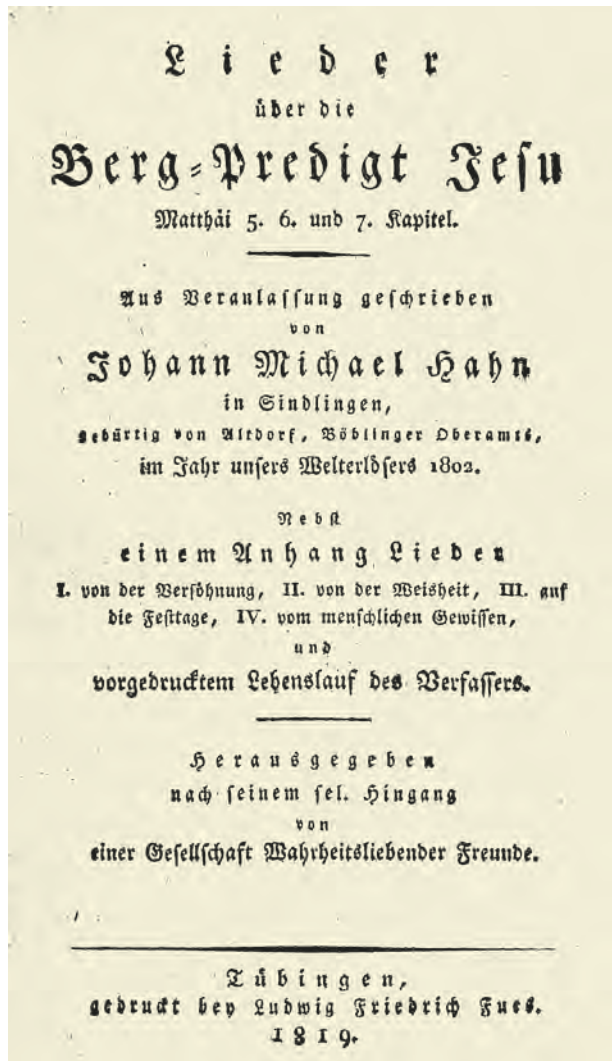 Lieder
über die
Berg-Predigt Jesu
Matthäi 5. 6. und 7. Kapitel.
Aus Veranlassung geschrieben
von
Johann Michael Hahn
in Sindlingen,
gebürtig von Altdorf, Böblinger Oberamts,
im Jahr unsers Welterlösers 1802.
Nebst
einem Anhang Lieder
I. von der Versöhnung, II. von der Weisheit, III. auf
die Festtage, IV. vom menschlichen Gewissen,
und
vorgedrucktem Lebenslauf des Verfassers.
Herausgegeben
nach seinem sel. Hingang
von
einer Gesellschaft Wahrheitsliebender Freunde.
Tübingen,
gedruckt bey Ludwig Friedrich Fues.
1819.